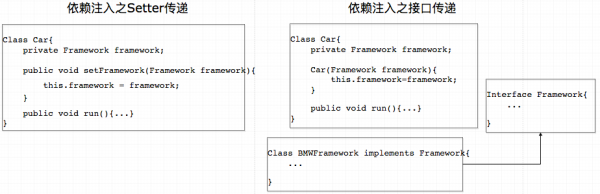 依赖注入之Setter传递
Class Car{
    private Framework framework;
    public void setFramework(Framework framework){
        this.framework = framework;
    }
    public void run(){...}
}
依赖注入之接口传递
Class Car{
    private Framework framework;
    Car(Framework framework){
        this.framework=framework;
    }
    public void run(){...}
}
Interface Framework{
    ...
}
Class BMWFramework implements Framework{
    ...
}